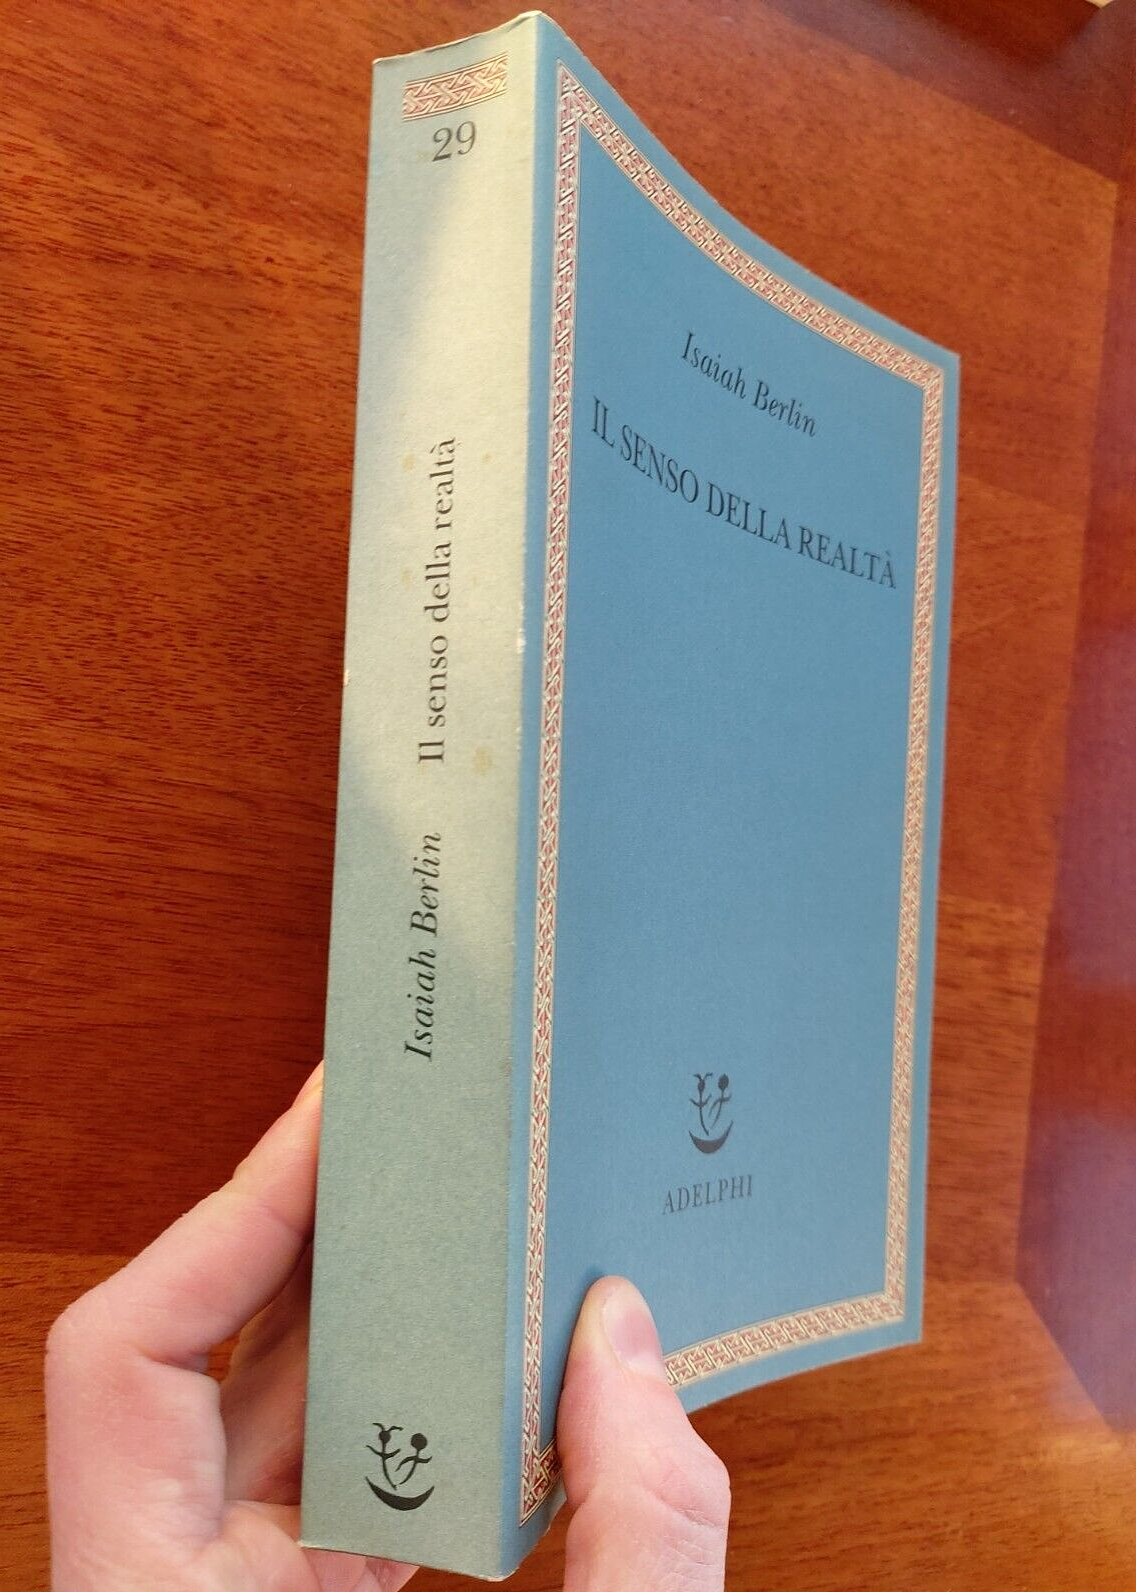 29
Isaiah Berlin Il senso della realtà
Isaiah Berlin
IL SENSO DELLA REALTÀ
ADELPHI